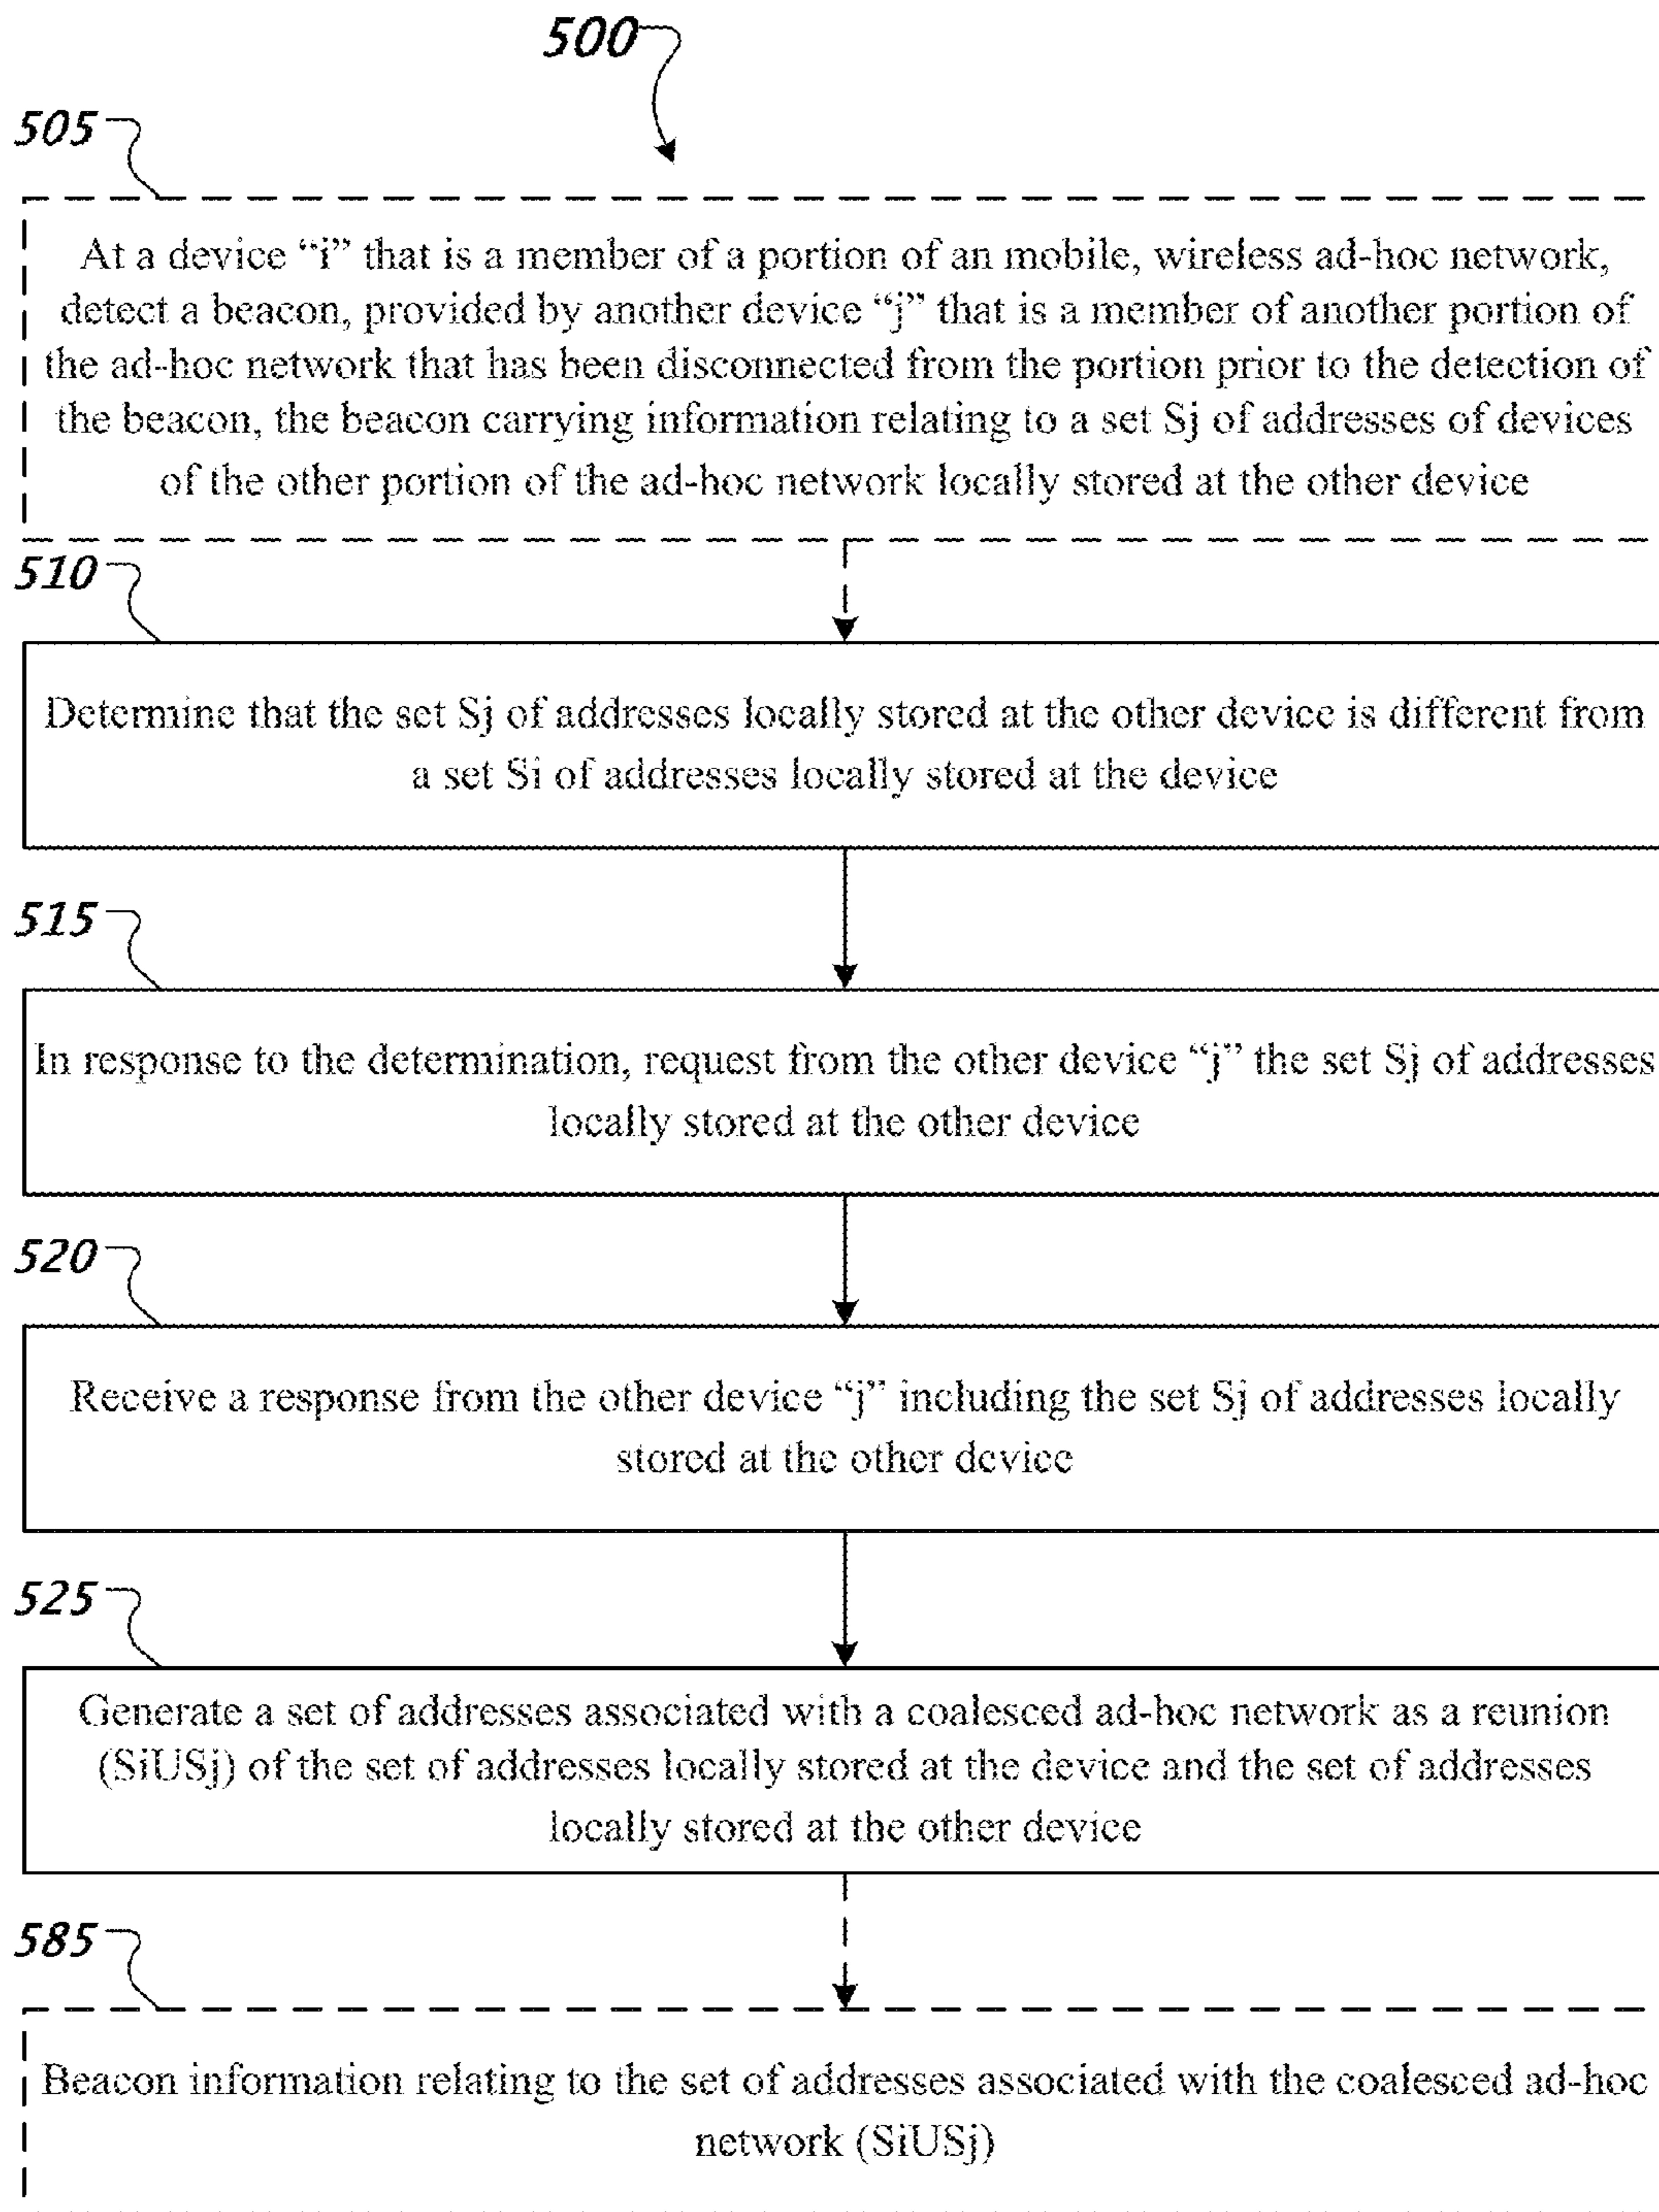 500
505
At a device “i” that is a member of a portion of an mobile, wireless ad-hoc network,
detect a beacon, provided by another device “j” that is a member of another portion of
the ad-hoc network that has been disconnected from the portion prior to the detection of
the beacon, the beacon carrying information relating to a set Sj of addresses of devices
of the other portion of the ad-hoc network locally stored at the other device
510
Determine that the set Sj of addresses locally stored at the other device is different from
a set Si of addresses locally stored at the device
515
In response to the determination, request from the other device “j” the set Sj of addresses
locally stored at the other device
520
Receive a response from the other device “j” including the set Sj of addresses locally
stored at the other device
525
Generate a set of addresses associated with a coalesced ad-hoc network as a reunion
(SiUSj) of the set of addresses locally stored at the device and the set of addresses
locally stored at the other device
585
Beacon information relating to the set of addresses associated with the coalesced ad-hoc
network (SiUSj)